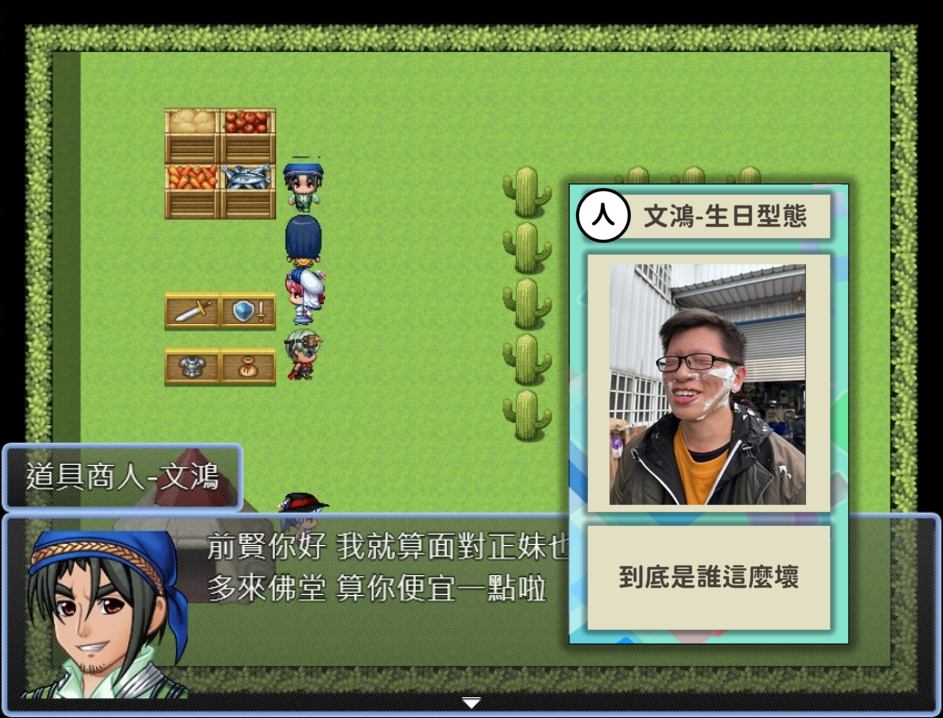 人 文鴻-生日型態
到底是誰這麼壞
道具商人-文鴻
前賢你好 我就算面對正妹也
多來佛堂 算你便宜一點啦